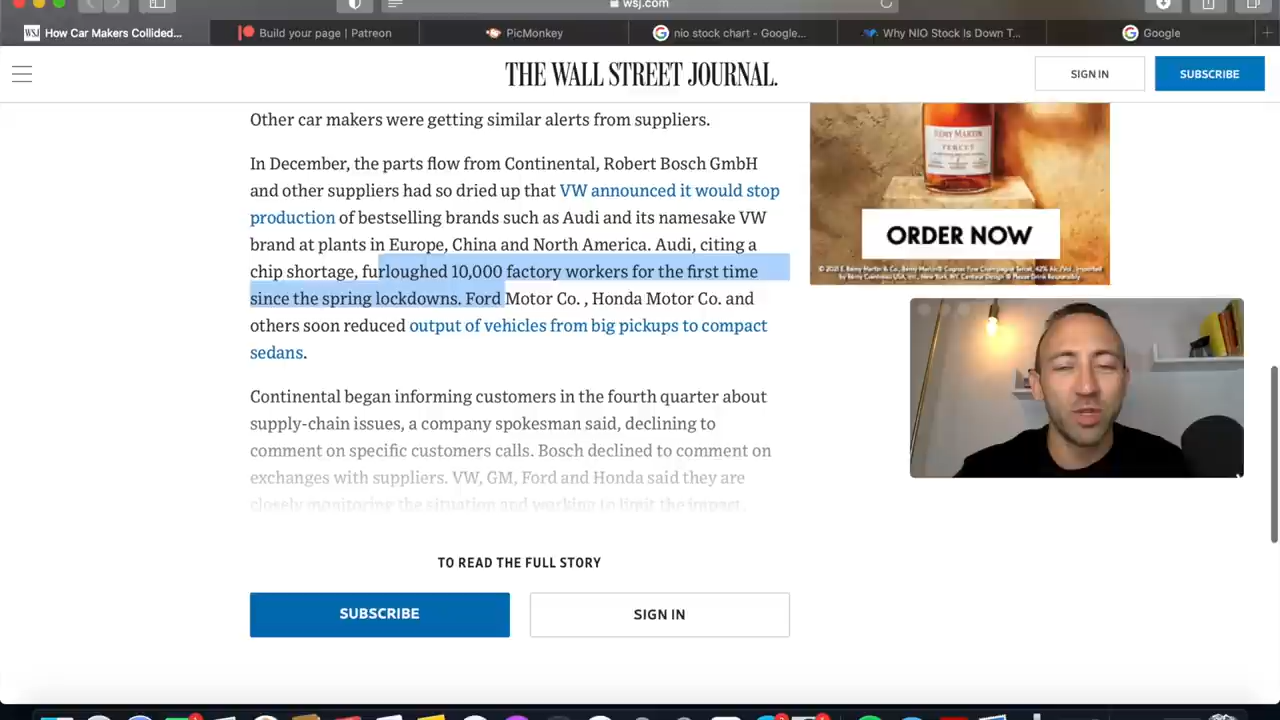 wsj.com
How Car Makers Collided...
Build your page | Patreon
PicMonkey
nio stock chart - Google...
Why NIO Stock Is Down T...
Google
THE WALL STREET JOURNAL.
SIGN IN
SUBSCRIBE
Other car makers were getting similar alerts from suppliers.
In December, the parts flow from Continental, Robert Bosch GmbH
and other suppliers had so dried up that VW announced it would stop
production of bestselling brands such as Audi and its namesake VW
brand at plants in Europe, China and North America. Audi, citing a
chip shortage, furloughed 10,000 factory workers for the first time
since the spring lockdowns. Ford Motor Co. , Honda Motor Co. and
others soon reduced output of vehicles from big pickups to compact
sedans.
Continental began informing customers in the fourth quarter about
supply-chain issues, a company spokesman said, declining to
comment on specific customers calls. Bosch declined to comment on
exchanges with suppliers. VW, GM, Ford and Honda said they are
closely monitoring the situation and working to limit the impact.
TO READ THE FULL STORY
SUBSCRIBE
SIGN IN
RÉMY MARTIN
TERCET
ORDER NOW